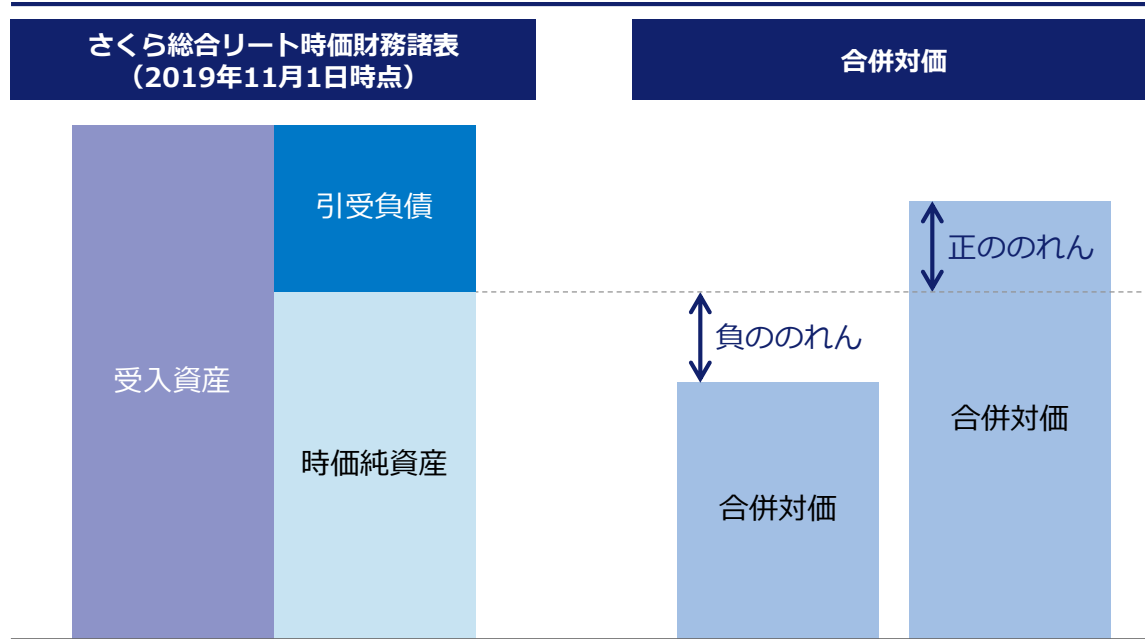 さくら総合リート時価財務諸表
（2019年11月1日時点）
合併対価
引受負債
正ののれん
負ののれん
受入資産
合併対価
時価純資産
合併対価